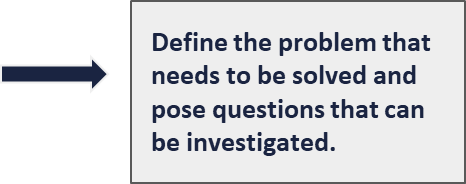 Define the problem that
needs to be solved and
pose questions that can
be investigated.